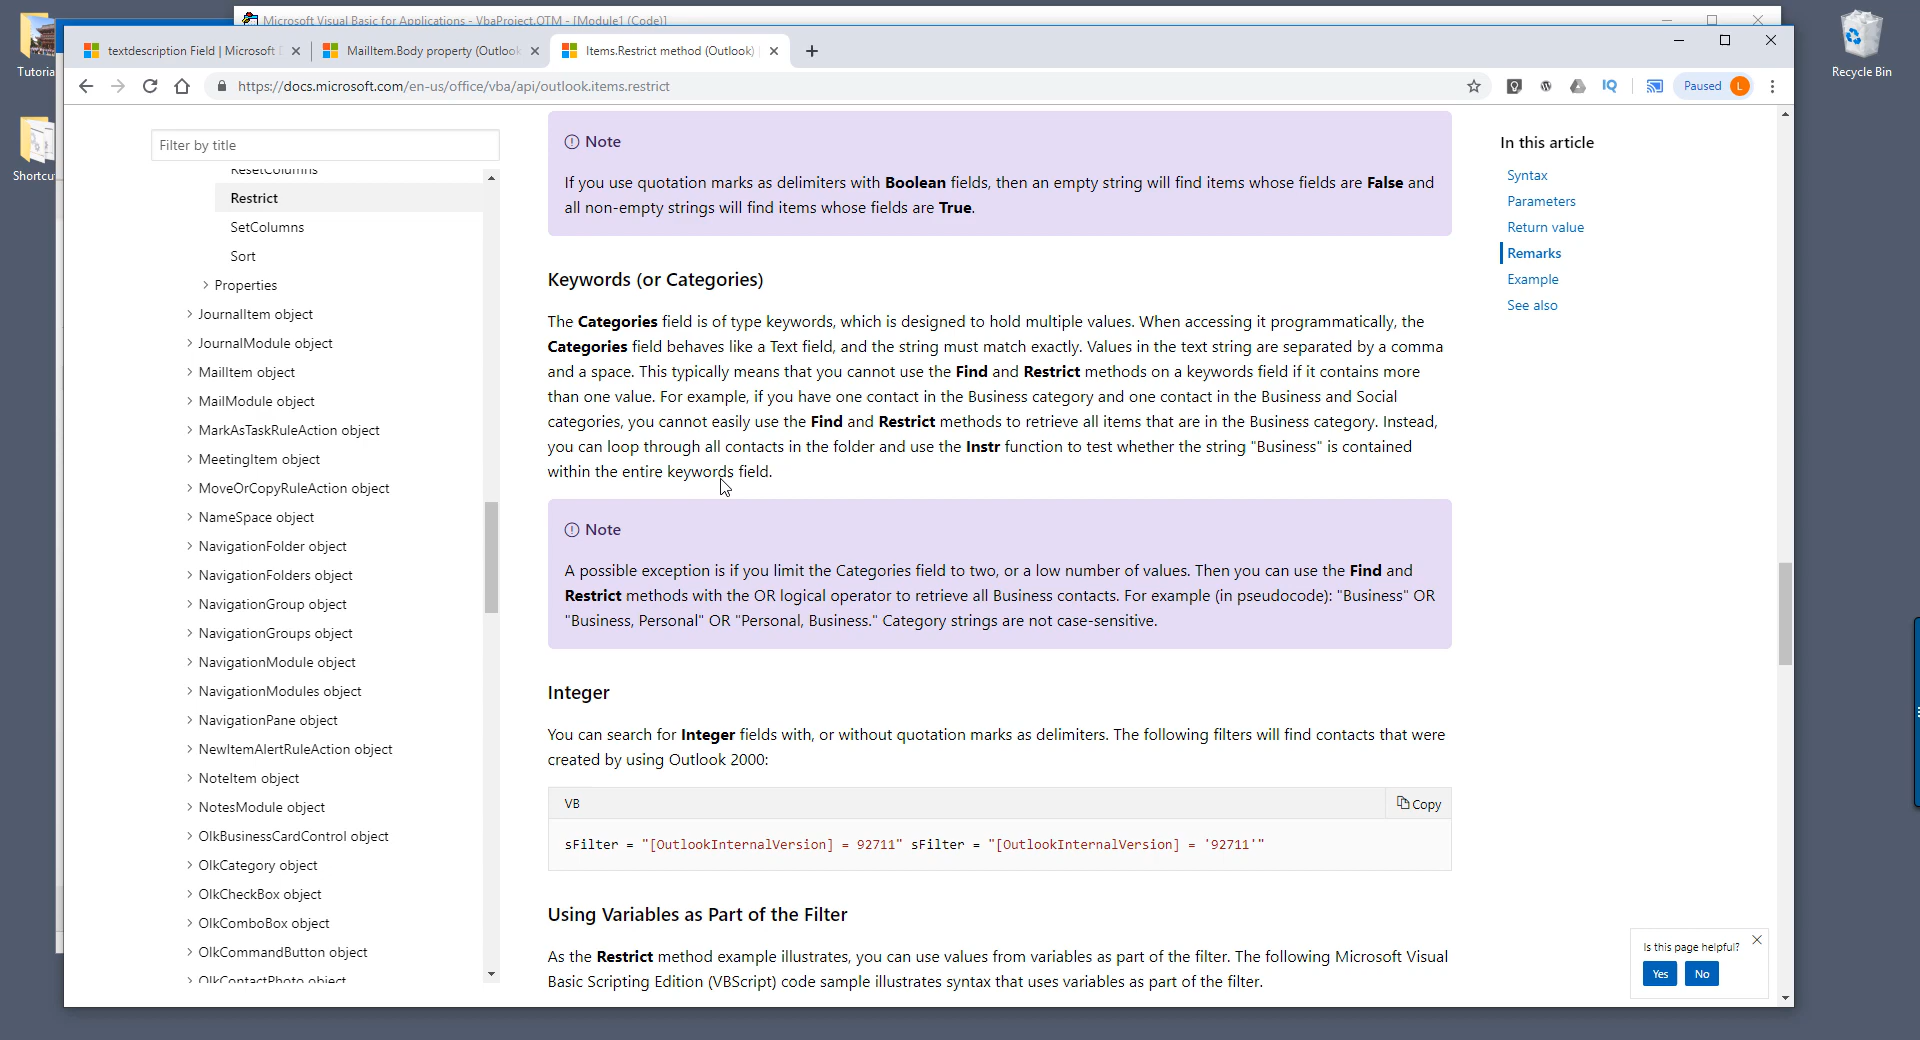 Microsoft Visual Basic for Applications - VbaProject.OTM - [Module1 (Code)]
textdescription Field | Microsoft
MailItem.Body property (Outlook
Items.Restrict method (Outlook)
https://docs.microsoft.com/en-us/office/vba/api/outlook.items.restrict
IQ
Paused
L
Recycle Bin
Tutoria
Shortcu
Filter by title
ResetColumns
Restrict
SetColumns
Sort
Properties
JournalItem object
JournalModule object
MailItem object
MailModule object
MarkAsTaskRuleAction object
MeetingItem object
MoveOrCopyRuleAction object
NameSpace object
NavigationFolder object
NavigationFolders object
NavigationGroup object
NavigationGroups object
NavigationModule object
NavigationModules object
NavigationPane object
NewItemAlertRuleAction object
NoteItem object
NotesModule object
OlkBusinessCardControl object
OlkCategory object
OlkCheckBox object
OlkComboBox object
OlkCommandButton object
OlkContactPhoto object
Note
If you use quotation marks as delimiters with Boolean fields, then an empty string will find items whose fields are False and
all non-empty strings will find items whose fields are True.
Keywords (or Categories)
The Categories field is of type keywords, which is designed to hold multiple values. When accessing it programmatically, the
Categories field behaves like a Text field, and the string must match exactly. Values in the text string are separated by a comma
and a space. This typically means that you cannot use the Find and Restrict methods on a keywords field if it contains more
than one value. For example, if you have one contact in the Business category and one contact in the Business and Social
categories, you cannot easily use the Find and Restrict methods to retrieve all items that are in the Business category. Instead,
you can loop through all contacts in the folder and use the Instr function to test whether the string "Business" is contained
within the entire keywords field.
Note
A possible exception is if you limit the Categories field to two, or a low number of values. Then you can use the Find and
Restrict methods with the OR logical operator to retrieve all Business contacts. For example (in pseudocode): "Business" OR
"Business, Personal" OR "Personal, Business." Category strings are not case-sensitive.
Integer
You can search for Integer fields with, or without quotation marks as delimiters. The following filters will find contacts that were
created by using Outlook 2000:
VB
Copy
sFilter = "[OutlookInternalVersion] = 92711" sFilter = "[OutlookInternalVersion] = '92711'"
Using Variables as Part of the Filter
As the Restrict method example illustrates, you can use values from variables as part of the filter. The following Microsoft Visual
Basic Scripting Edition (VBScript) code sample illustrates syntax that uses variables as part of the filter.
In this article
Syntax
Parameters
Return value
Remarks
Example
See also
Is this page helpful?
Yes
No